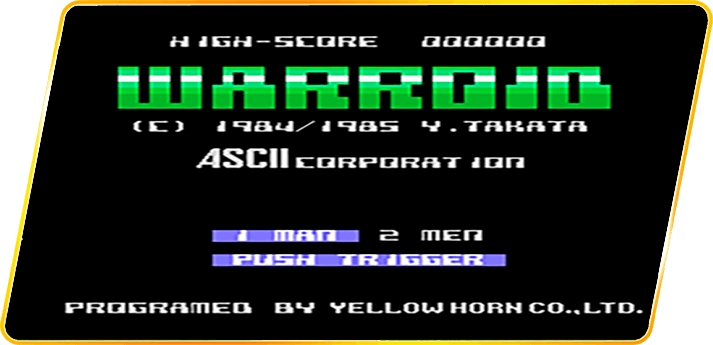 HIGH-SCORE 000000
WARROID
(C) 1984/1985 Y.TAKATA
ASCII CORPORATION
1 MAN 2 MEN
PUSH TRIGGER
PROGRAMED BY YELLOW HORN CO.,LTD.